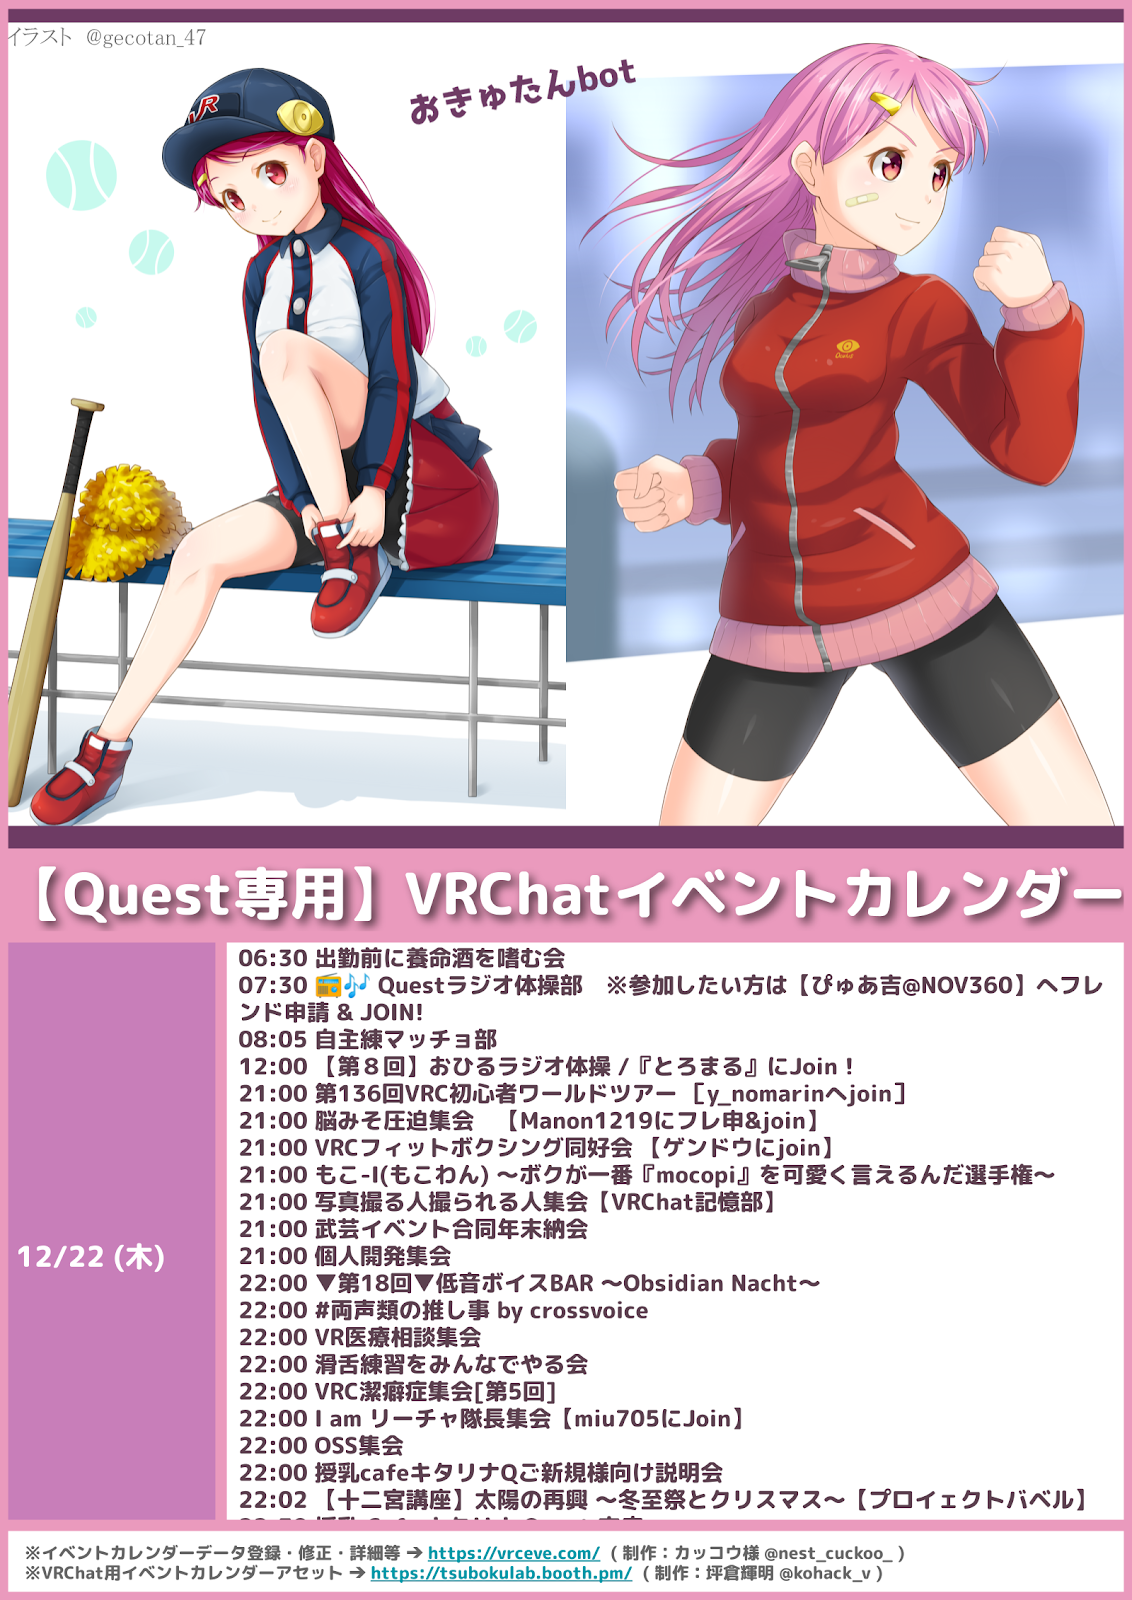 イラスト @gecotan_47
おきゅたんbot
VR
Quest
【Quest専用】VRChatイベントカレンダー
12/22 (木)
06:30 出勤前に養命酒を嗜む会
07:30 📻🎶 Questラジオ体操部　※参加したい方は【ぴゅあ吉@NOV360】へフレ
ンド申請 & JOIN!
08:05 自主練マッチョ部
12:00 【第８回】おひるラジオ体操 /『とろまる』にJoin！
21:00 第136回VRC初心者ワールドツアー ［y_nomarinへjoin］
21:00 脳みそ圧迫集会　【Manon1219にフレ申&join】
21:00 VRCフィットボクシング同好会 【ゲンドウにjoin】
21:00 もこ-I(もこわん) ～ボクが一番『mocopi』を可愛く言えるんだ選手権～
21:00 写真撮る人撮られる人集会【VRChat記憶部】
21:00 武芸イベント合同年末納会
21:00 個人開発集会
22:00 ▼第18回▼低音ボイスBAR ～Obsidian Nacht～
22:00 #両声類の推し事 by crossvoice
22:00 VR医療相談集会
22:00 滑舌練習をみんなでやる会
22:00 VRC潔癖症集会[第5回]
22:00 I am リーチャ隊長集会【miu705にJoin】
22:00 OSS集会
22:00 授乳cafeキタリナQご新規様向け説明会
22:02 【十二宮講座】太陽の再興 ～冬至祭とクリスマス～【プロイェクトバベル】
※イベントカレンダーデータ登録・修正・詳細等 ➔ https://vrceve.com/ （ 制作：カッコウ様 @nest_cuckoo_ ）
※VRChat用イベントカレンダーアセット ➔ https://tsubokulab.booth.pm/ （ 制作：坪倉輝明 @kohack_v ）